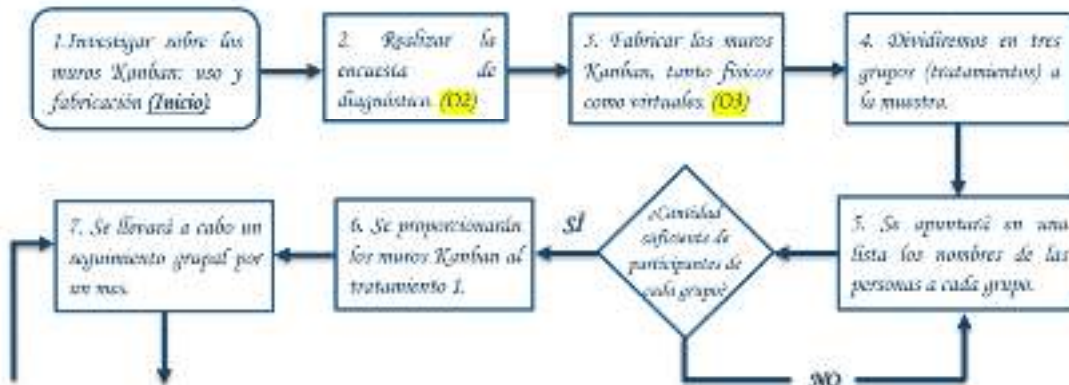 1.Investigar sobre los
muros Kanban: uso y
fabricación (Inicio)
2. Realizar la
encuesta de
diagnóstico. (O2)
3. Fabricar los muros
Kanban, tanto físicos
como virtuales. (O3)
4. Dividiremos en tres
grupos (tratamientos) a
la muestra.
5. Se apuntará en una
lista los nombres de las
personas a cada grupo.
¿Cantidad
suficiente de
participantes de
cada grupo?
SÍ
NO
6. Se proporcionarán
los muros Kanban al
tratamiento 1.
7. Se llevará a cabo un
seguimiento grupal por
un mes.